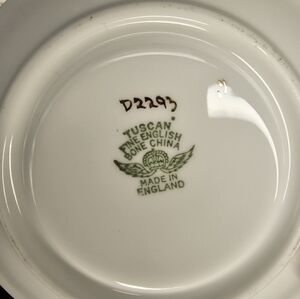 D2293
TUSCAN
FINE ENGLISH
BONE CHINA
MADE IN
ENGLAND